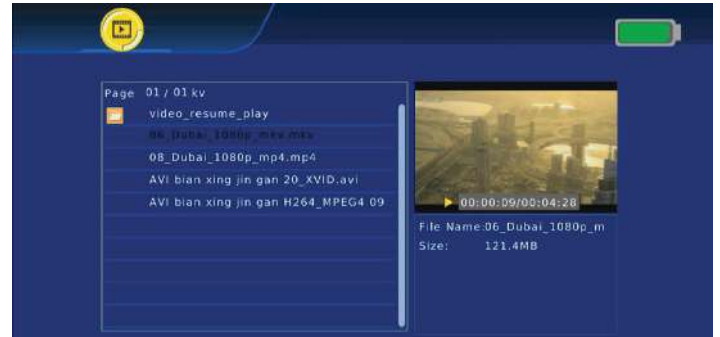 Page 01 / 01 kv
video_resume_play
06_Dubai_1080p_mkv.mkv
08_Dubai_1080p_mp4.mp4
AVI bian xing jin gan 20_XVID.avi
AVI bian xing jin gan H264_MPEG4 09
00:00:09/00:04:28
File Name:06_Dubai_1080p_m
Size: 121.4MB